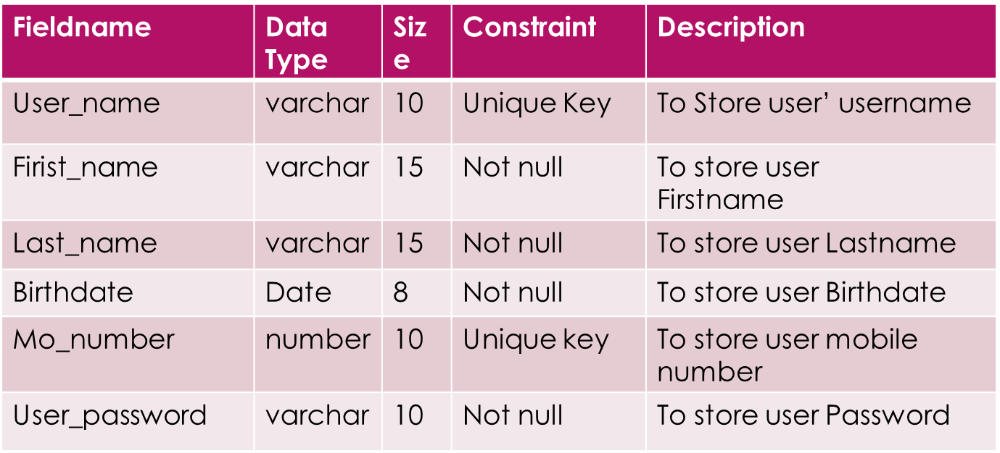 Fieldname Data Type Siz e Constraint Description
User_name varchar 10 Unique Key To Store user’ username
Firist_name varchar 15 Not null To store user Firstname
Last_name varchar 15 Not null To store user Lastname
Birthdate Date 8 Not null To store user Birthdate
Mo_number number 10 Unique key To store user mobile number
User_password varchar 10 Not null To store user Password